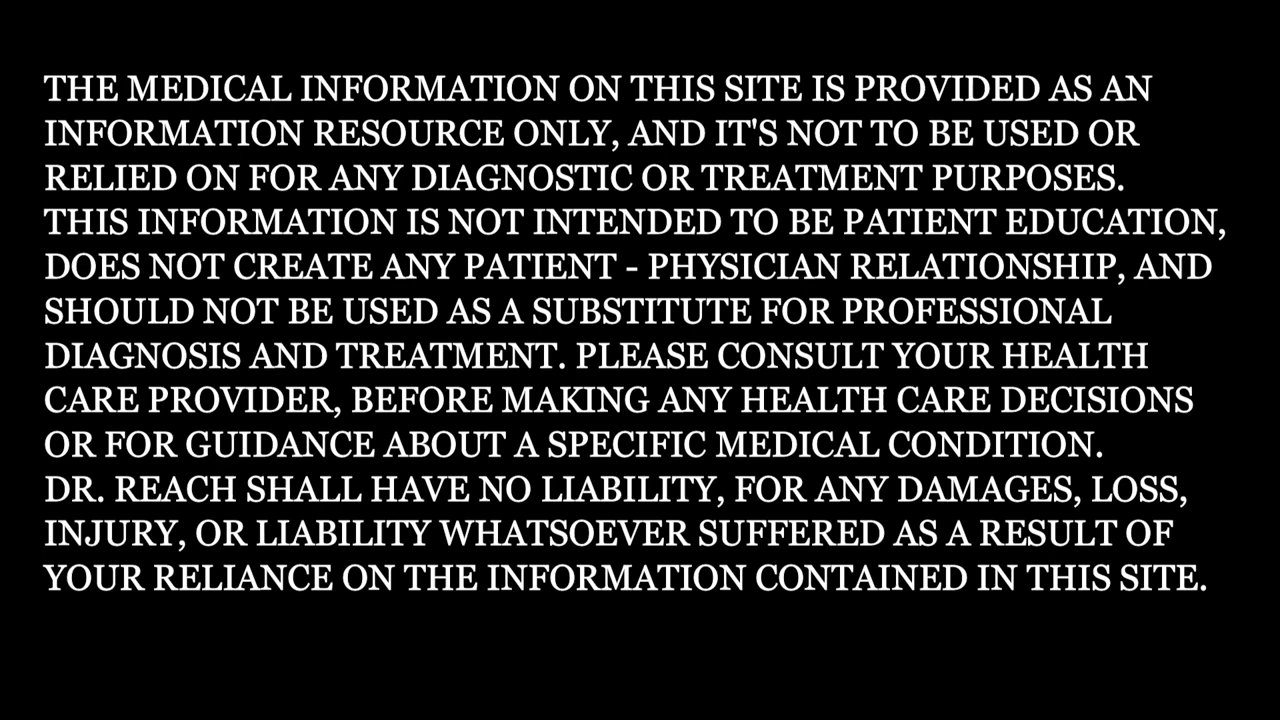 THE MEDICAL INFORMATION ON THIS SITE IS PROVIDED AS AN
INFORMATION RESOURCE ONLY, AND IT'S NOT TO BE USED OR
RELIED ON FOR ANY DIAGNOSTIC OR TREATMENT PURPOSES.
THIS INFORMATION IS NOT INTENDED TO BE PATIENT EDUCATION,
DOES NOT CREATE ANY PATIENT - PHYSICIAN RELATIONSHIP, AND
SHOULD NOT BE USED AS A SUBSTITUTE FOR PROFESSIONAL
DIAGNOSIS AND TREATMENT. PLEASE CONSULT YOUR HEALTH
CARE PROVIDER, BEFORE MAKING ANY HEALTH CARE DECISIONS
OR FOR GUIDANCE ABOUT A SPECIFIC MEDICAL CONDITION.
DR. REACH SHALL HAVE NO LIABILITY, FOR ANY DAMAGES, LOSS,
INJURY, OR LIABILITY WHATSOEVER SUFFERED AS A RESULT OF
YOUR RELIANCE ON THE INFORMATION CONTAINED IN THIS SITE.